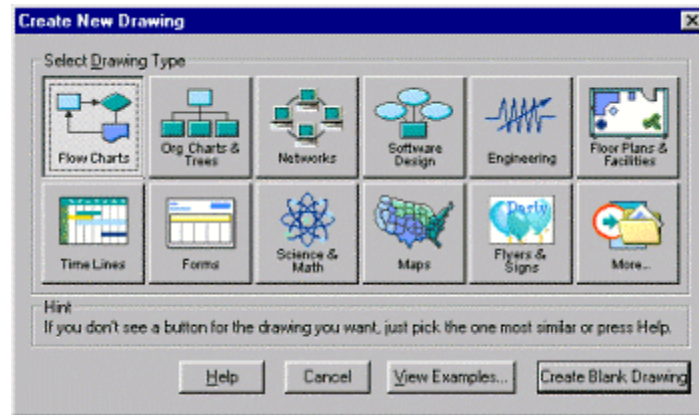 Create New Drawing
Select Drawing Type
Flow Charts
Org Charts &
Trees
Networks
Software
Design
Engineering
Floor Plans &
Facilities
Time Lines
Forms
Science &
Math
Maps
Party
Flyers &
Signs
More...
Hint
If you don't see a button for the drawing you want, just pick the one most similar or press Help.
Help
Cancel
View Examples...
Create Blank Drawing